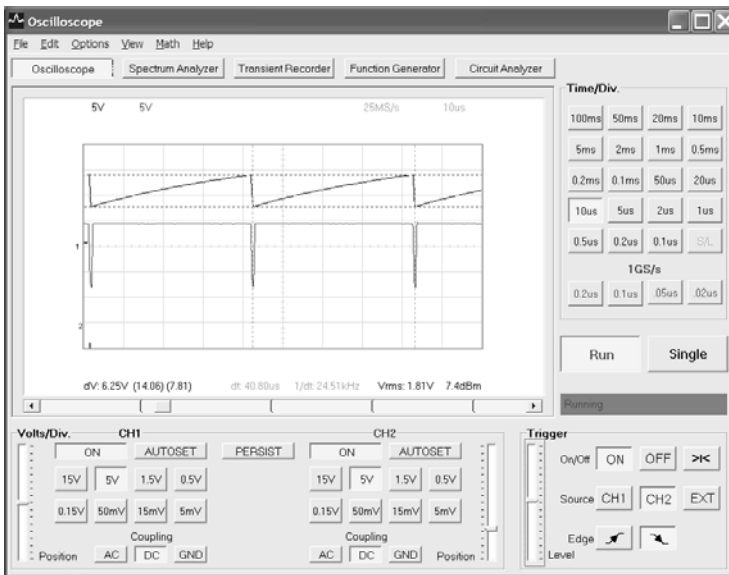 Oscilloscope
File Edit Options View Math Help
Oscilloscope Spectrum Analyzer Transient Recorder Function Generator Circuit Analyzer
5V 5V 25MS/s 10us
1
2
dV: 6.25V (14.06) (7.81) dt: 40.80us 1/dt: 24.51kHz Vrms: 1.81V 7.4dBm
Time/Div.
100ms 50ms 20ms 10ms
5ms 2ms 1ms 0.5ms
0.2ms 0.1ms 50us 20us
10us 5us 2us 1us
0.5us 0.2us 0.1us S/L
1GS/s
0.2us 0.1us .05us .02us
Run Single
Running
Volts/Div. CH1
ON AUTOSET
15V 5V 1.5V 0.5V
0.15V 50mV 15mV 5mV
Coupling
Position AC DC GND
PERSIST
CH2
ON AUTOSET
15V 5V 1.5V 0.5V
0.15V 50mV 15mV 5mV
Coupling
AC DC GND Position
Trigger
On/Off ON OFF >I<
Source CH1 CH2 EXT
Edge
Level